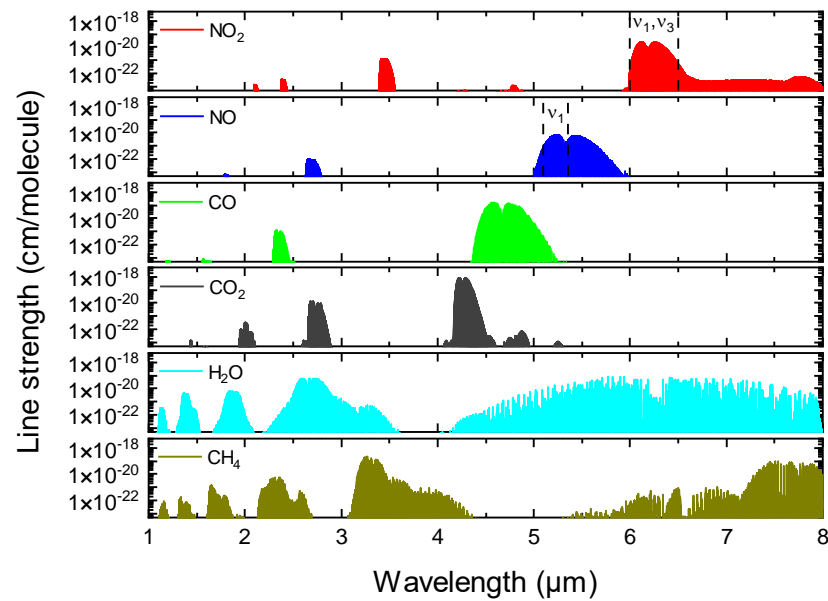 Line strength (cm/molecule)
1×10⁻¹⁸
1×10⁻²⁰
1×10⁻²²
NO₂
ν₁,ν₃
1×10⁻¹⁸
1×10⁻²⁰
1×10⁻²²
NO
ν₁
1×10⁻¹⁸
1×10⁻²⁰
1×10⁻²²
CO
1×10⁻¹⁸
1×10⁻²⁰
1×10⁻²²
CO₂
1×10⁻¹⁸
1×10⁻²⁰
1×10⁻²²
H₂O
1×10⁻¹⁸
1×10⁻²⁰
1×10⁻²²
CH₄
1 2 3 4 5 6 7 8
Wavelength (µm)